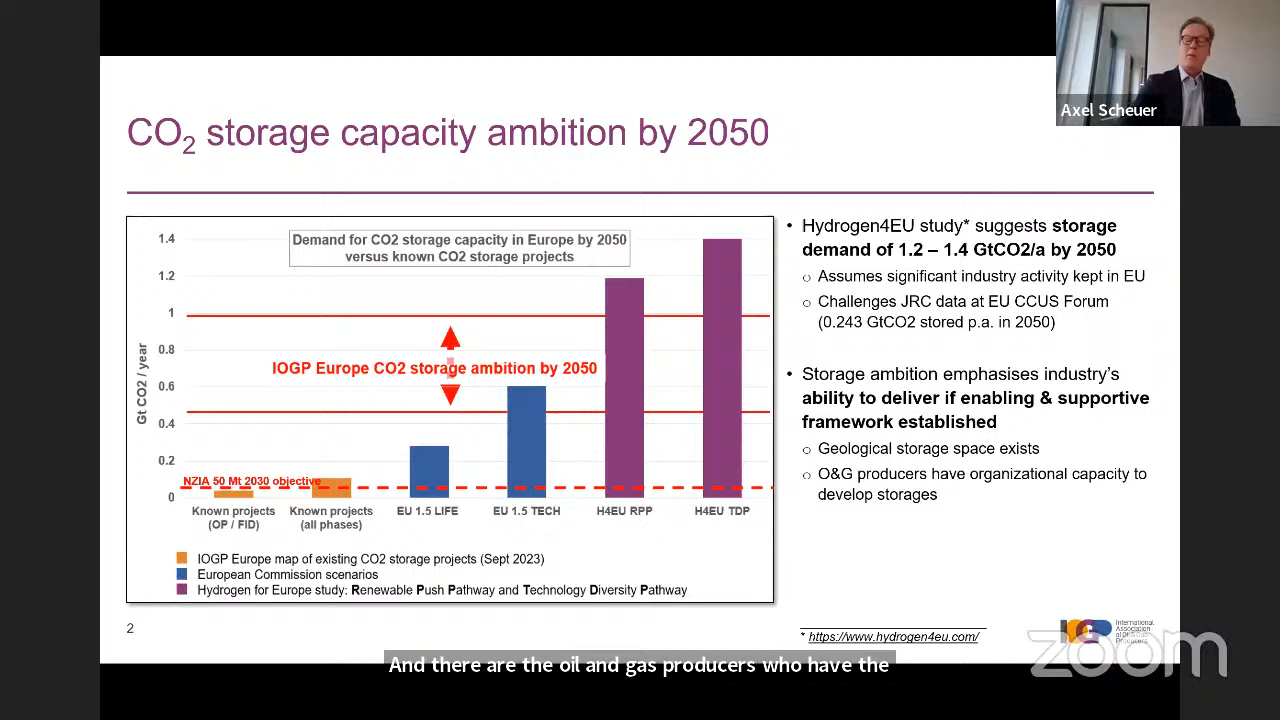 Axel Scheuer
CO2 storage capacity ambition by 2050
Demand for CO2 storage capacity in Europe by 2050
versus known CO2 storage projects
Gt CO2 / year
1.4
1.2
1
0.8
0.6
0.4
0.2
0
IOGP Europe CO2 storage ambition by 2050
NZIA 50 Mt 2030 objective
Known projects
(OP / FID)
Known projects
(all phases)
EU 1.5 LIFE
EU 1.5 TECH
H4EU RPP
H4EU TDP
IOGP Europe map of existing CO2 storage projects (Sept 2023)
European Commission scenarios
Hydrogen for Europe study: Renewable Push Pathway and Technology Diversity Pathway
• Hydrogen4EU study* suggests storage
demand of 1.2 – 1.4 GtCO2/a by 2050
o Assumes significant industry activity kept in EU
o Challenges JRC data at EU CCUS Forum
(0.243 GtCO2 stored p.a. in 2050)
• Storage ambition emphasises industry's
ability to deliver if enabling & supportive
framework established
o Geological storage space exists
o O&G producers have organizational capacity to
develop storages
2
* https://www.hydrogen4eu.com/
IOGP
International
Association
of Oil & Gas
Producers
zoom
And there are the oil and gas producers who have the